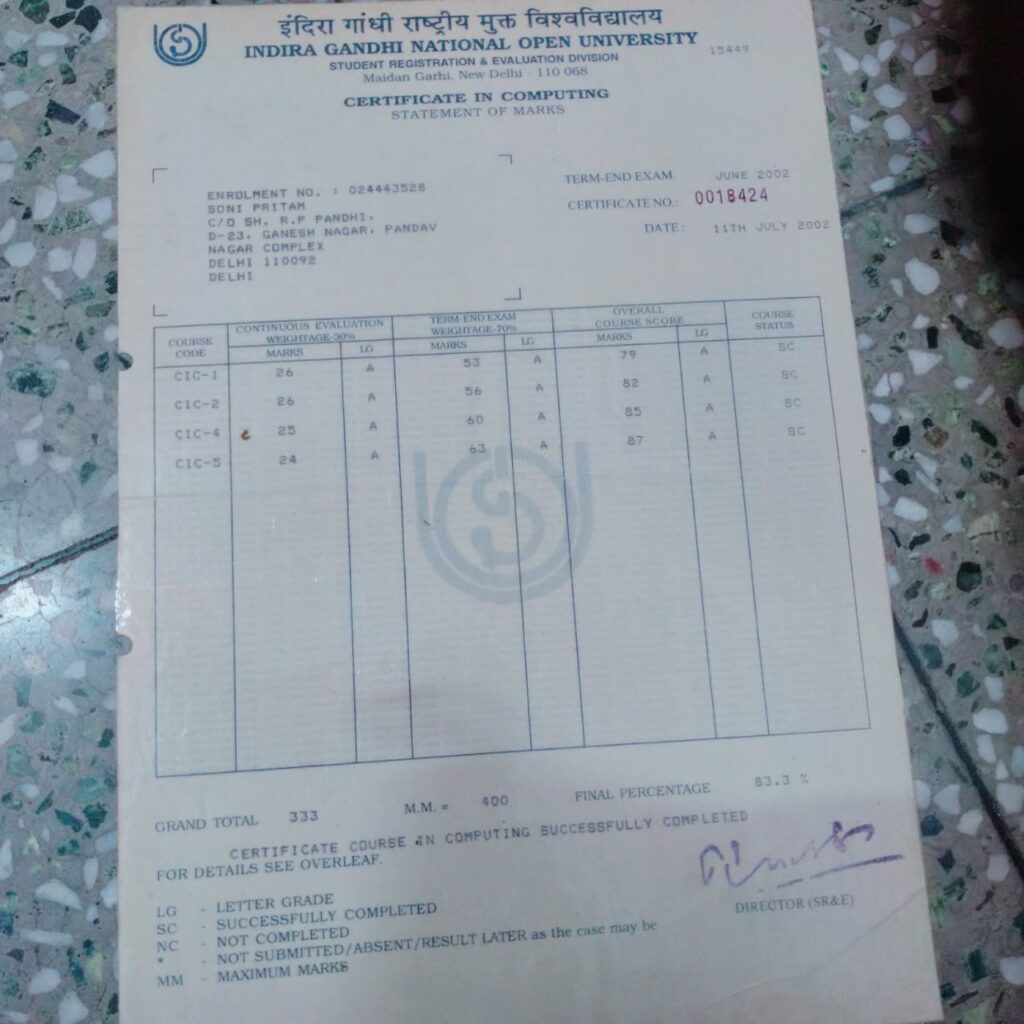 इंदिरा गांधी राष्ट्रीय मुक्त विश्वविद्यालय
INDIRA GANDHI NATIONAL OPEN UNIVERSITY
15449
STUDENT REGISTRATION & EVALUATION DIVISION
Maidan Garhi, New Delhi - 110 068
CERTIFICATE IN COMPUTING
STATEMENT OF MARKS
ENROLMENT NO. : 024443528
SONI PRITAM
C/O SH. R.P PANDHI,
D-23, GANESH NAGAR, PANDAV
NAGAR COMPLEX
DELHI 110092
DELHI
TERM-END EXAM. JUNE 2002
CERTIFICATE NO.: 0018424
DATE: 11TH JULY 2002
COURSE CODE
CONTINUOUS EVALUATION WEIGHTAGE-30%
TERM-END EXAM WEIGHTAGE-70%
OVERALL COURSE SCORE
COURSE STATUS
MARKS LG MARKS LG MARKS LG
CIC-1 26 A 53 A 79 A SC
CIC-2 26 A 56 A 82 A SC
CIC-4 25 A 60 A 85 A SC
CIC-5 24 A 63 A 87 A SC
GRAND TOTAL 333 M.M. = 400 FINAL PERCENTAGE 83.3 %
CERTIFICATE COURSE IN COMPUTING SUCCESSFULLY COMPLETED
FOR DETAILS SEE OVERLEAF.
LG - LETTER GRADE
SC - SUCCESSFULLY COMPLETED
NC - NOT COMPLETED
* - NOT SUBMITTED/ABSENT/RESULT LATER as the case may be
MM - MAXIMUM MARKS
DIRECTOR (SR&E)